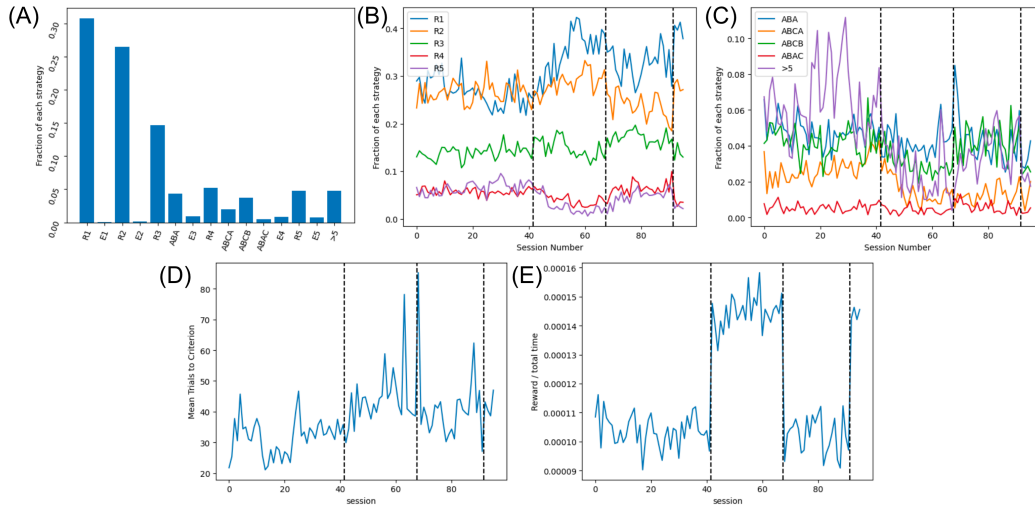 (A)
Fraction of each strategy
0.30
0.25
0.20
0.15
0.10
0.05
0.00
R1 E1 R2 E2 R3 ABA E3 R4 ABCA ABCB ABAC E4 R5 E5 >5
(B)
Fraction of each strategy
R1
R2
R3
R4
R5
0.4
0.3
0.2
0.1
0.0
0 20 40 60 80
Session Number
(C)
Fraction of each strategy
ABA
ABCA
ABCB
ABAC
>5
0.10
0.08
0.06
0.04
0.02
0.00
0 20 40 60 80
Session Number
(D)
Mean Trials to Criterion
80
70
60
50
40
30
20
0 20 40 60 80
session
(E)
Reward / total time
0.00016
0.00015
0.00014
0.00013
0.00012
0.00011
0.00010
0.00009
0 20 40 60 80
session